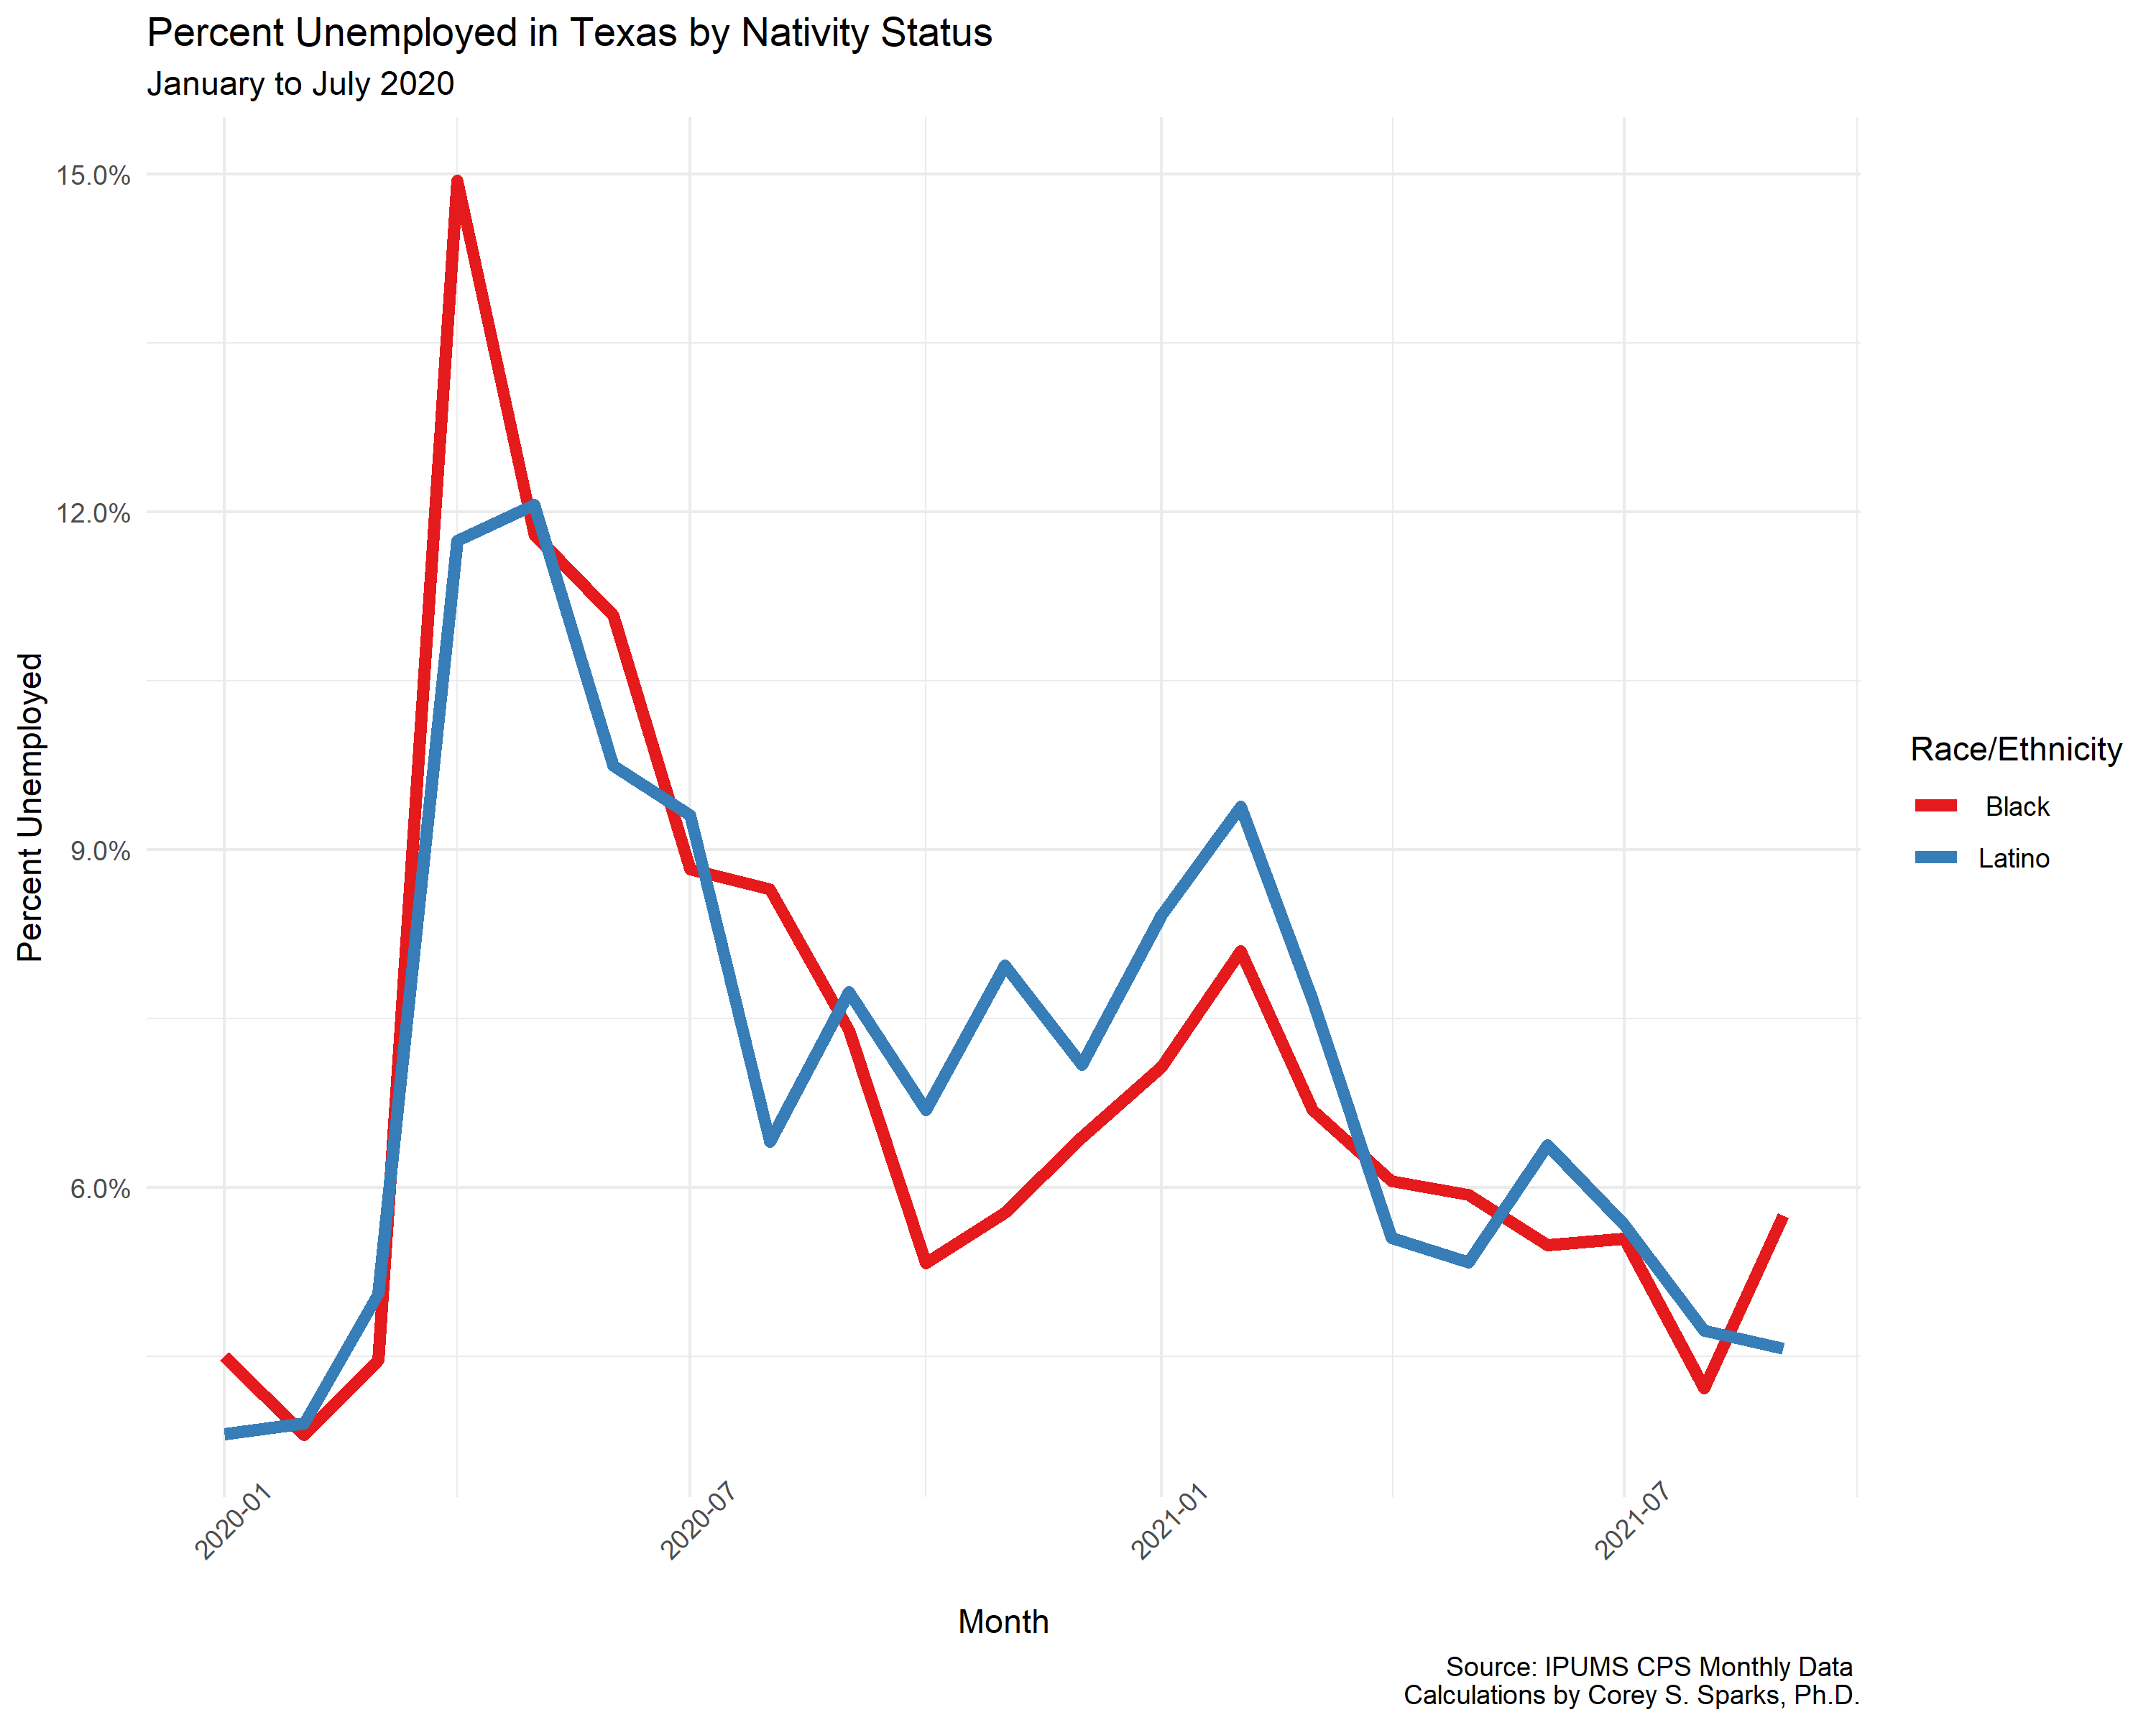 Percent Unemployed in Texas by Nativity Status
January to July 2020
Percent Unemployed
15.0%
12.0%
9.0%
6.0%
2020-01
2020-07
2021-01
2021-07
Month
Race/Ethnicity
Black
Latino
Source: IPUMS CPS Monthly Data
Calculations by Corey S. Sparks, Ph.D.